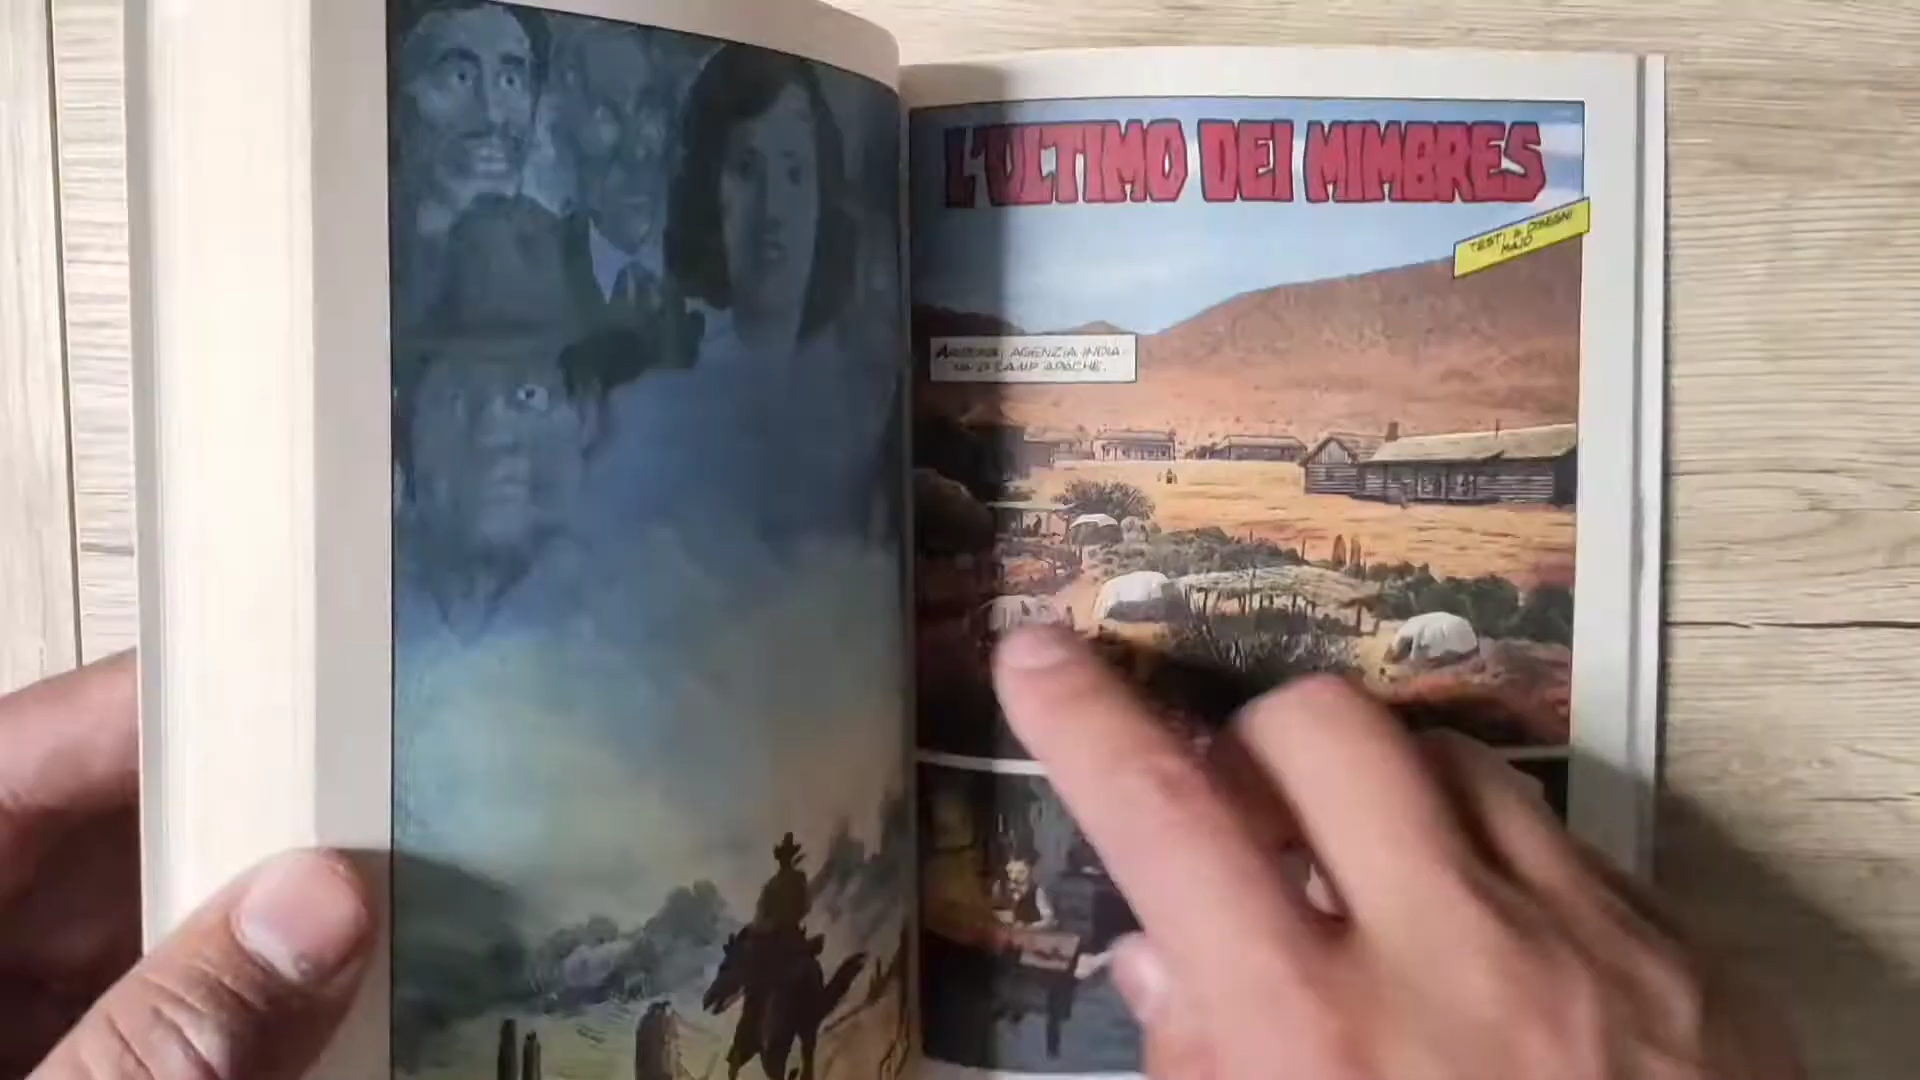 L'ULTIMO DEI MIMBRES
TESTI & DISEGNI
MAJO
ARIZONA, AGENZIA INDIA-
NA DI CAMP APACHE.